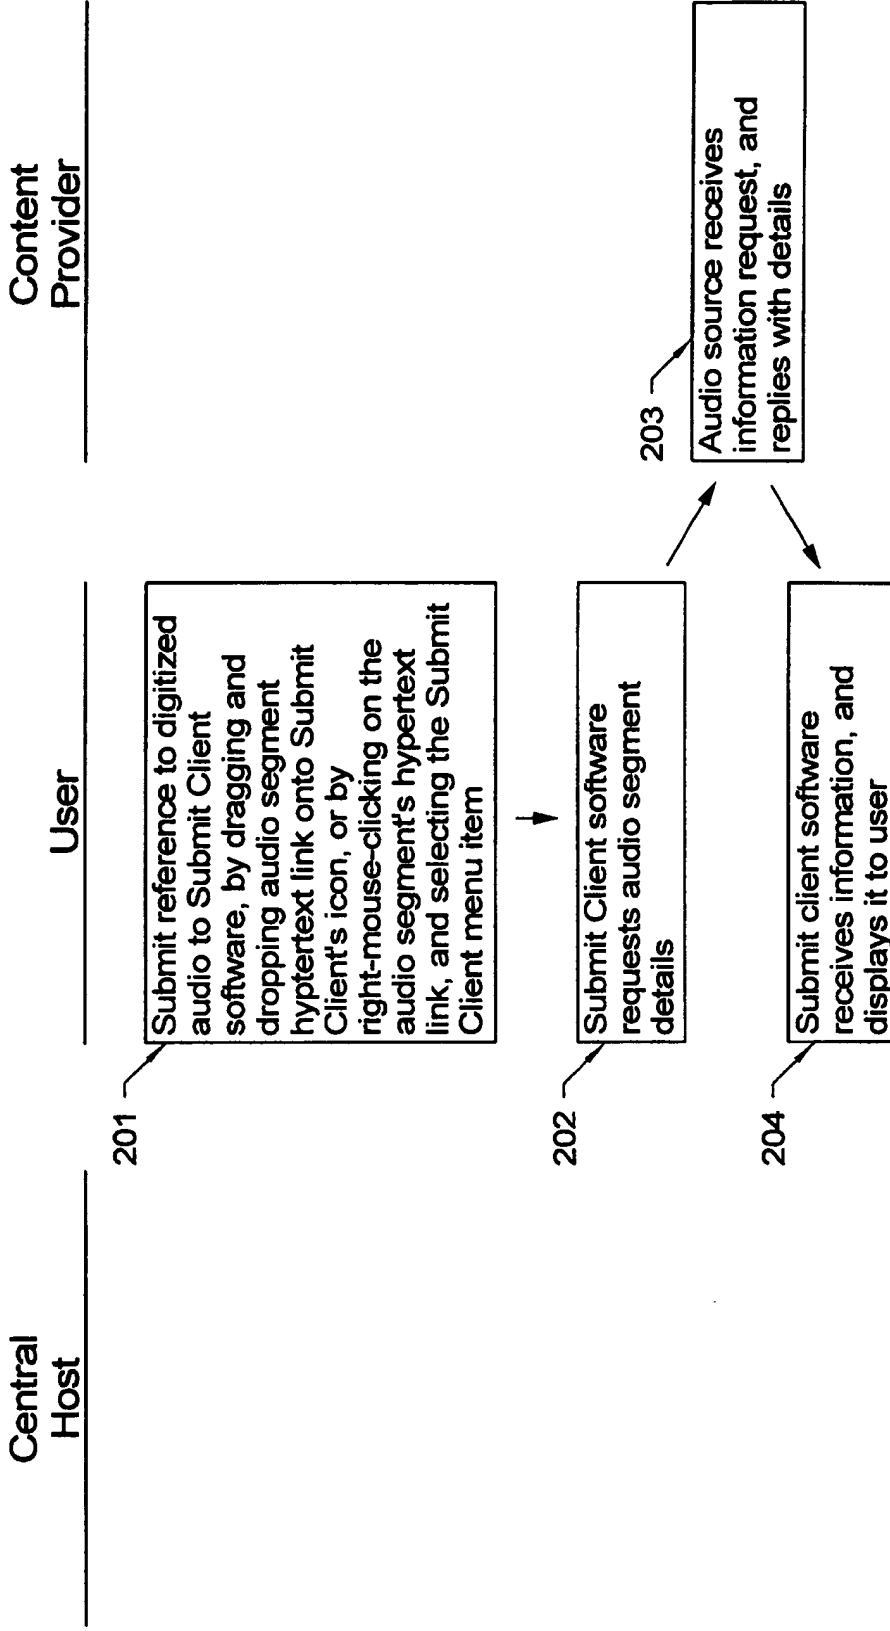 Central
Host
User
Content
Provider
201
Submit reference to digitized
audio to Submit Client
software, by dragging and
dropping audio segment
hyptertext link onto Submit
Client's icon, or by
right-mouse-clicking on the
audio segment's hypertext
link, and selecting the Submit
Client menu item
202
Submit Client software
requests audio segment
details
203
Audio source receives
information request, and
replies with details
204
Submit client software
receives information, and
displays it to user